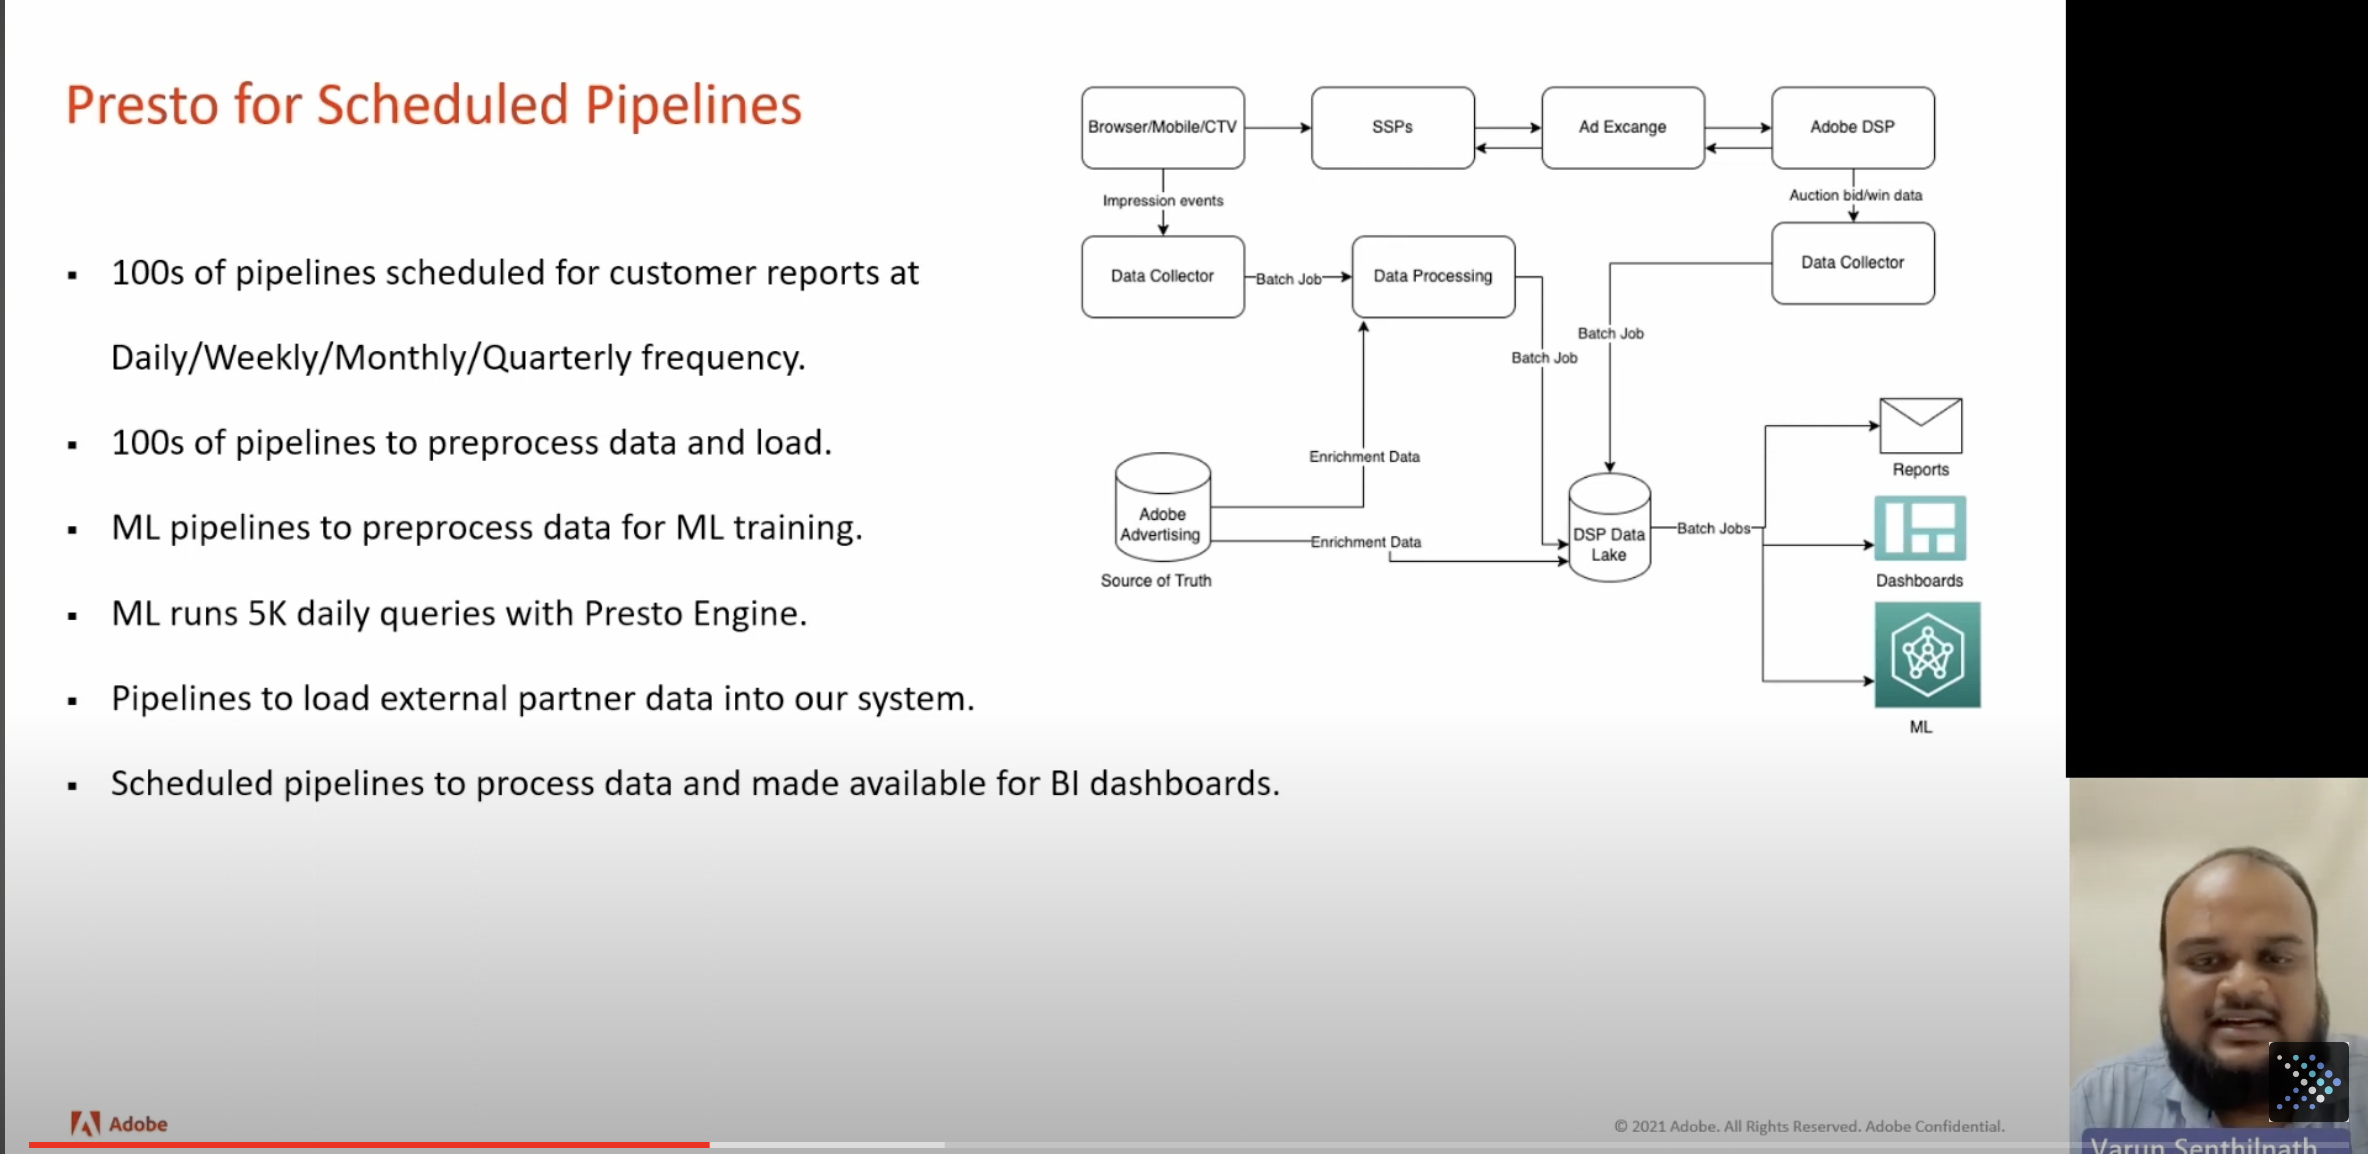 Presto for Scheduled Pipelines
100s of pipelines scheduled for customer reports at
Daily/Weekly/Monthly/Quarterly frequency.
100s of pipelines to preprocess data and load.
ML pipelines to preprocess data for ML training.
ML runs 5K daily queries with Presto Engine.
Pipelines to load external partner data into our system.
Scheduled pipelines to process data and made available for BI dashboards.
Browser/Mobile/CTV
SSPs
Ad Excange
Adobe DSP
Impression events
Auction bid/win data
Data Collector
Batch Job
Data Processing
Data Collector
Batch Job
Batch Job
Enrichment Data
Adobe
Advertising
Source of Truth
Enrichment Data
DSP Data
Lake
Batch Jobs
Reports
Dashboards
ML
Adobe
© 2021 Adobe. All Rights Reserved. Adobe Confidential.
Varun Senthilnath